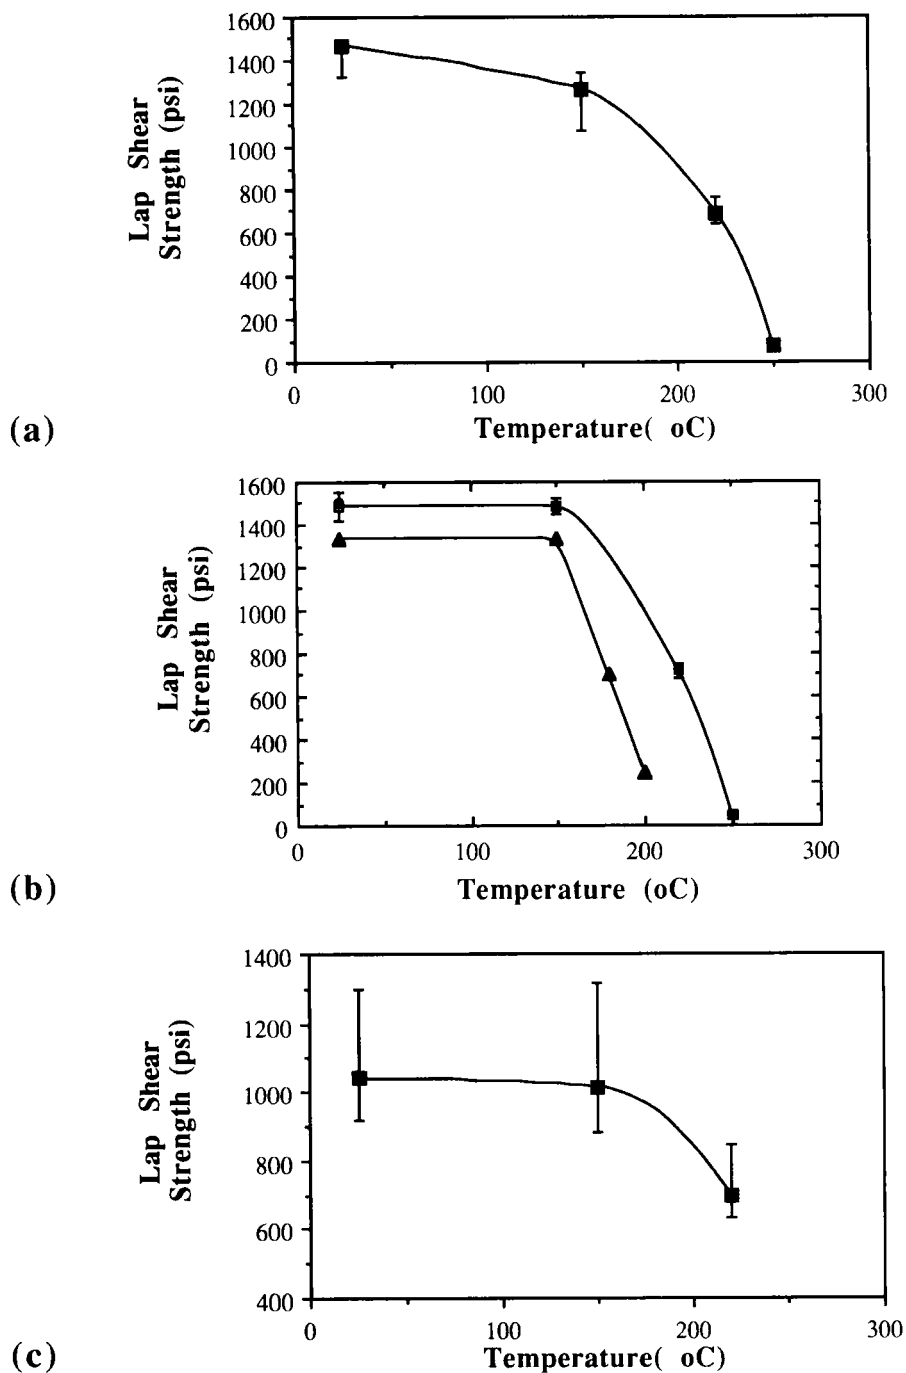 1600
1400
1200
1000
800
600
400
200
0
Lap Shear
Strength (psi)
0 100 200 300
Temperature( oC)
(a)
1600
1400
1200
1000
800
600
400
200
0
Lap Shear
Strength (psi)
0 100 200 300
Temperature (oC)
(b)
1400
1200
1000
800
600
400
Lap Shear
Strength (psi)
0 100 200 300
Temperature( oC)
(c)